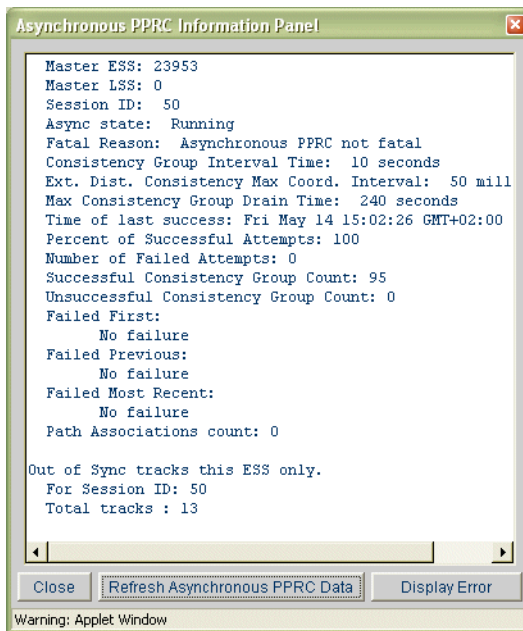 Asynchronous PPRC Information Panel
Master ESS: 23953
Master LSS: 0
Session ID: 50
Async state: Running
Fatal Reason: Asynchronous PPRC not fatal
Consistency Group Interval Time: 10 seconds
Ext. Dist. Consistency Max Coord. Interval: 50 mill
Max Consistency Group Drain Time: 240 seconds
Time of last success: Fri May 14 15:02:26 GMT+02:00
Percent of Successful Attempts: 100
Number of Failed Attempts: 0
Successful Consistency Group Count: 95
Unsuccessful Consistency Group Count: 0
Failed First:
No failure
Failed Previous:
No failure
Failed Most Recent:
No failure
Path Associations count: 0
Out of Sync tracks this ESS only.
For Session ID: 50
Total tracks : 13
Close
Refresh Asynchronous PPRC Data
Display Error
Warning: Applet Window